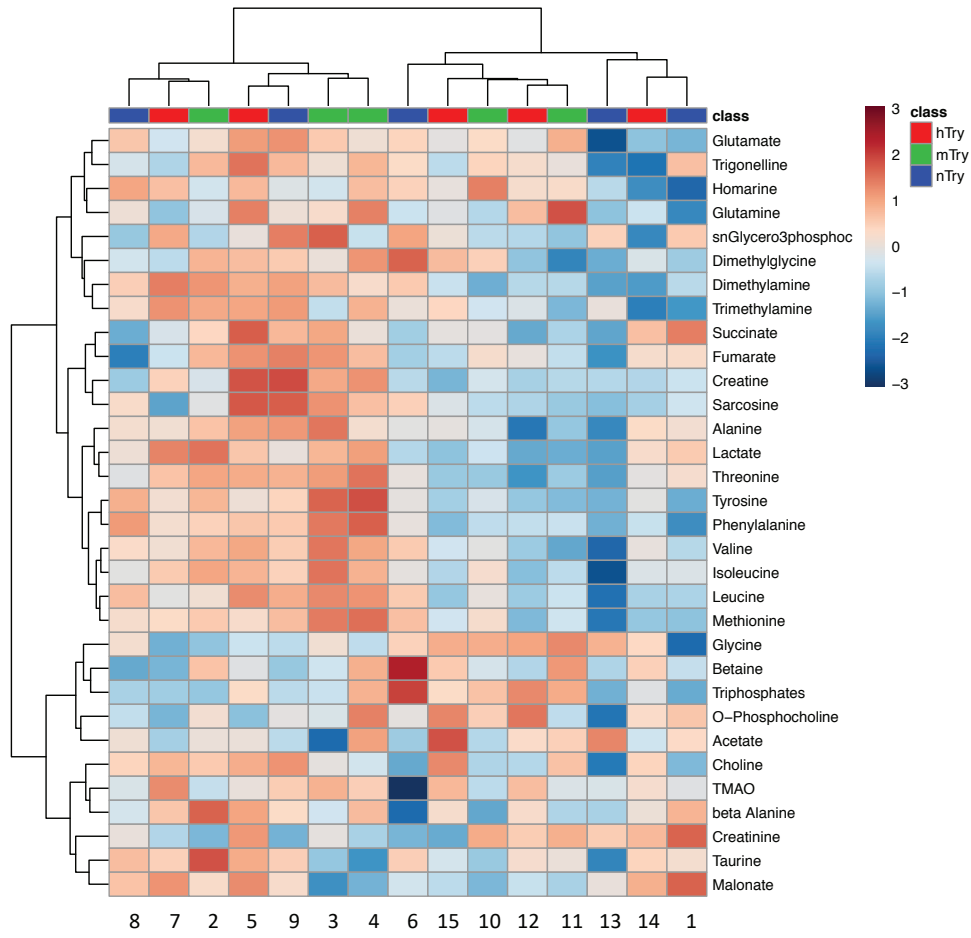 class
Glutamate
Trigonelline
Homarine
Glutamine
snGlycero3phosphoc
Dimethylglycine
Dimethylamine
Trimethylamine
Succinate
Fumarate
Creatine
Sarcosine
Alanine
Lactate
Threonine
Tyrosine
Phenylalanine
Valine
Isoleucine
Leucine
Methionine
Glycine
Betaine
Triphosphates
O−Phosphocholine
Acetate
Choline
TMAO
beta Alanine
Creatinine
Taurine
Malonate
8 7 2 5 9 3 4 6 15 10 12 11 13 14 1
3
2
1
0
−1
−2
−3
class
hTry
mTry
nTry